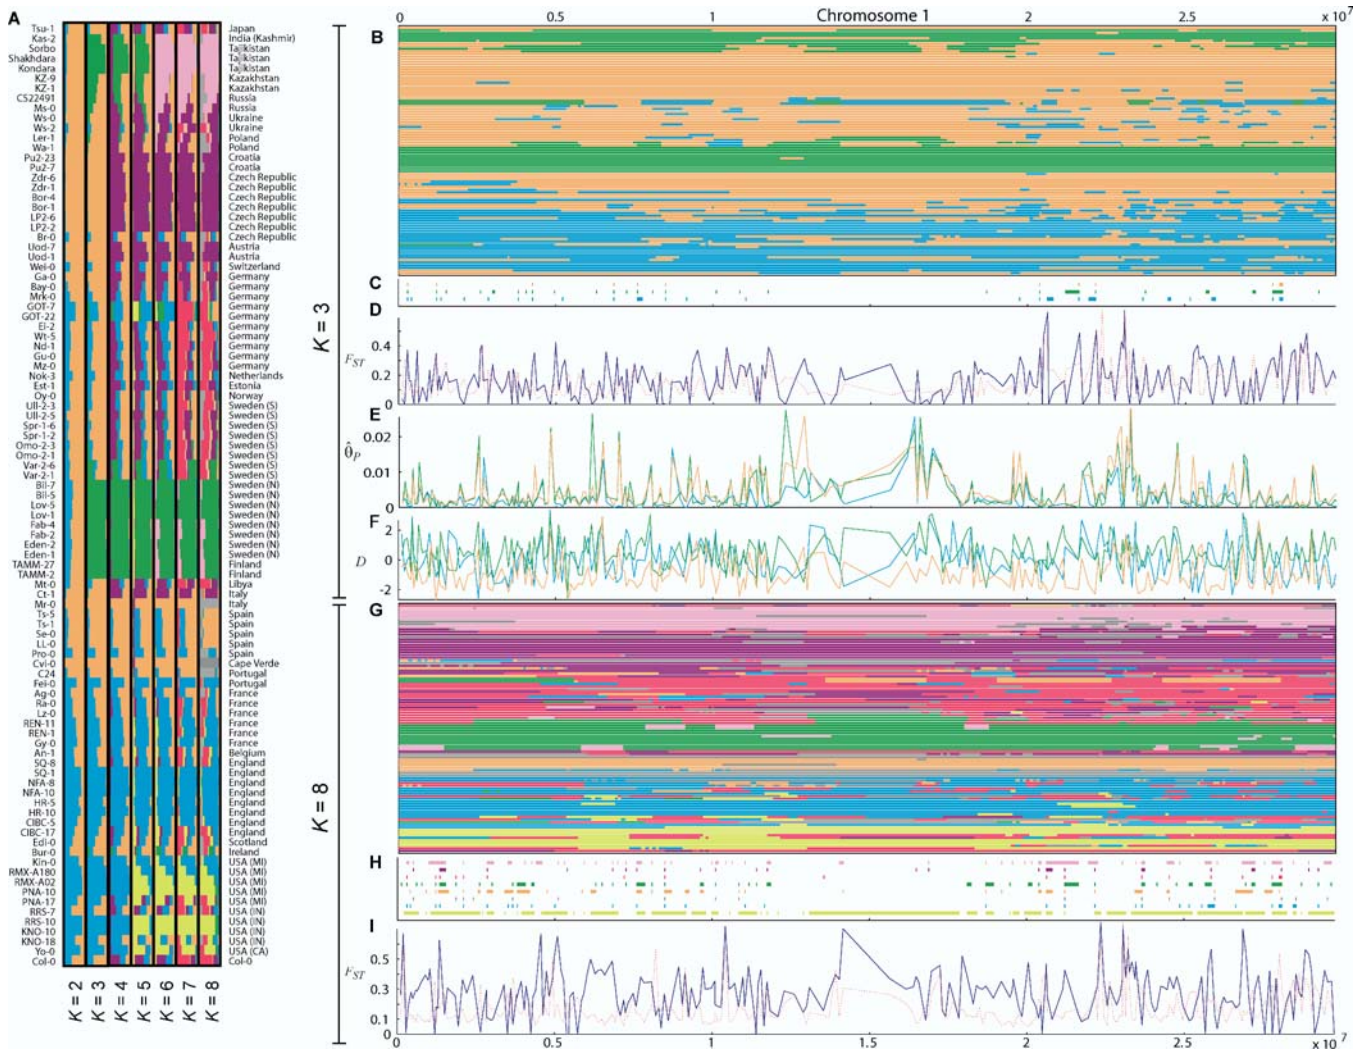 A
Tsu-1 Japan
Kas-2 India (Kashmir)
Sorbo Tajikistan
Shakhdara Tajikistan
Kondara Tajikistan
KZ-9 Kazakhstan
KZ-1 Kazakhstan
CS22491 Russia
Ms-0 Russia
Ws-0 Ukraine
Ws-2 Ukraine
Ler-1 Poland
Wa-1 Poland
Pu2-23 Croatia
Pu2-7 Croatia
Zdr-6 Czech Republic
Zdr-1 Czech Republic
Bor-4 Czech Republic
Bor-1 Czech Republic
LP2-6 Czech Republic
LP2-2 Czech Republic
Br-0 Czech Republic
Uod-7 Austria
Uod-1 Austria
Wei-0 Switzerland
Ga-0 Germany
Bay-0 Germany
Mrk-0 Germany
GOT-7 Germany
GOT-22 Germany
Ei-2 Germany
Wt-5 Germany
Nd-1 Germany
Gu-0 Germany
Mz-0 Germany
Nok-3 Netherlands
Est-1 Estonia
Oy-0 Norway
Ull-2-3 Sweden (S)
Ull-2-5 Sweden (S)
Spr-1-6 Sweden (S)
Spr-1-2 Sweden (S)
Omo-2-3 Sweden (S)
Omo-2-1 Sweden (S)
Var-2-6 Sweden (S)
Var-2-1 Sweden (S)
Bil-7 Sweden (N)
Bil-5 Sweden (N)
Lov-5 Sweden (N)
Lov-1 Sweden (N)
Fab-4 Sweden (N)
Fab-2 Sweden (N)
Eden-2 Sweden (N)
Eden-1 Sweden (N)
TAMM-27 Finland
TAMM-2 Finland
Mt-0 Libya
Ct-1 Italy
Mr-0 Italy
Ts-5 Spain
Ts-1 Spain
Se-0 Spain
LL-0 Spain
Pro-0 Spain
Cvi-0 Cape Verde
C24 Portugal
Fei-0 Portugal
Ag-0 France
Ra-0 France
Lz-0 France
REN-11 France
REN-1 France
Gy-0 France
An-1 Belgium
SQ-8 England
SQ-1 England
NFA-8 England
NFA-10 England
HR-5 England
HR-10 England
CIBC-5 England
CIBC-17 England
Edi-0 Scotland
Bur-0 Ireland
Kin-0 USA (MI)
RMX-A180 USA (MI)
RMX-A02 USA (MI)
PNA-10 USA (MI)
PNA-17 USA (MI)
RRS-7 USA (IN)
RRS-10 USA (IN)
KNO-10 USA (IN)
KNO-18 USA (IN)
Yo-0 USA (CA)
Col-0 Col-0
K = 2 K = 3 K = 4 K = 5 K = 6 K = 7 K = 8
K = 3
K = 8
Chromosome 1
0 0.5 1 2 2.5 x 10^7
B
C
D
F_ST
0.4
0.2
0
E
θ̂_P
0.02
0.01
0
F
D
2
0
-2
G
H
I
F_ST
0.5
0.3
0.1
0
0 0.5 1 1.5 2 2.5 x 10^7